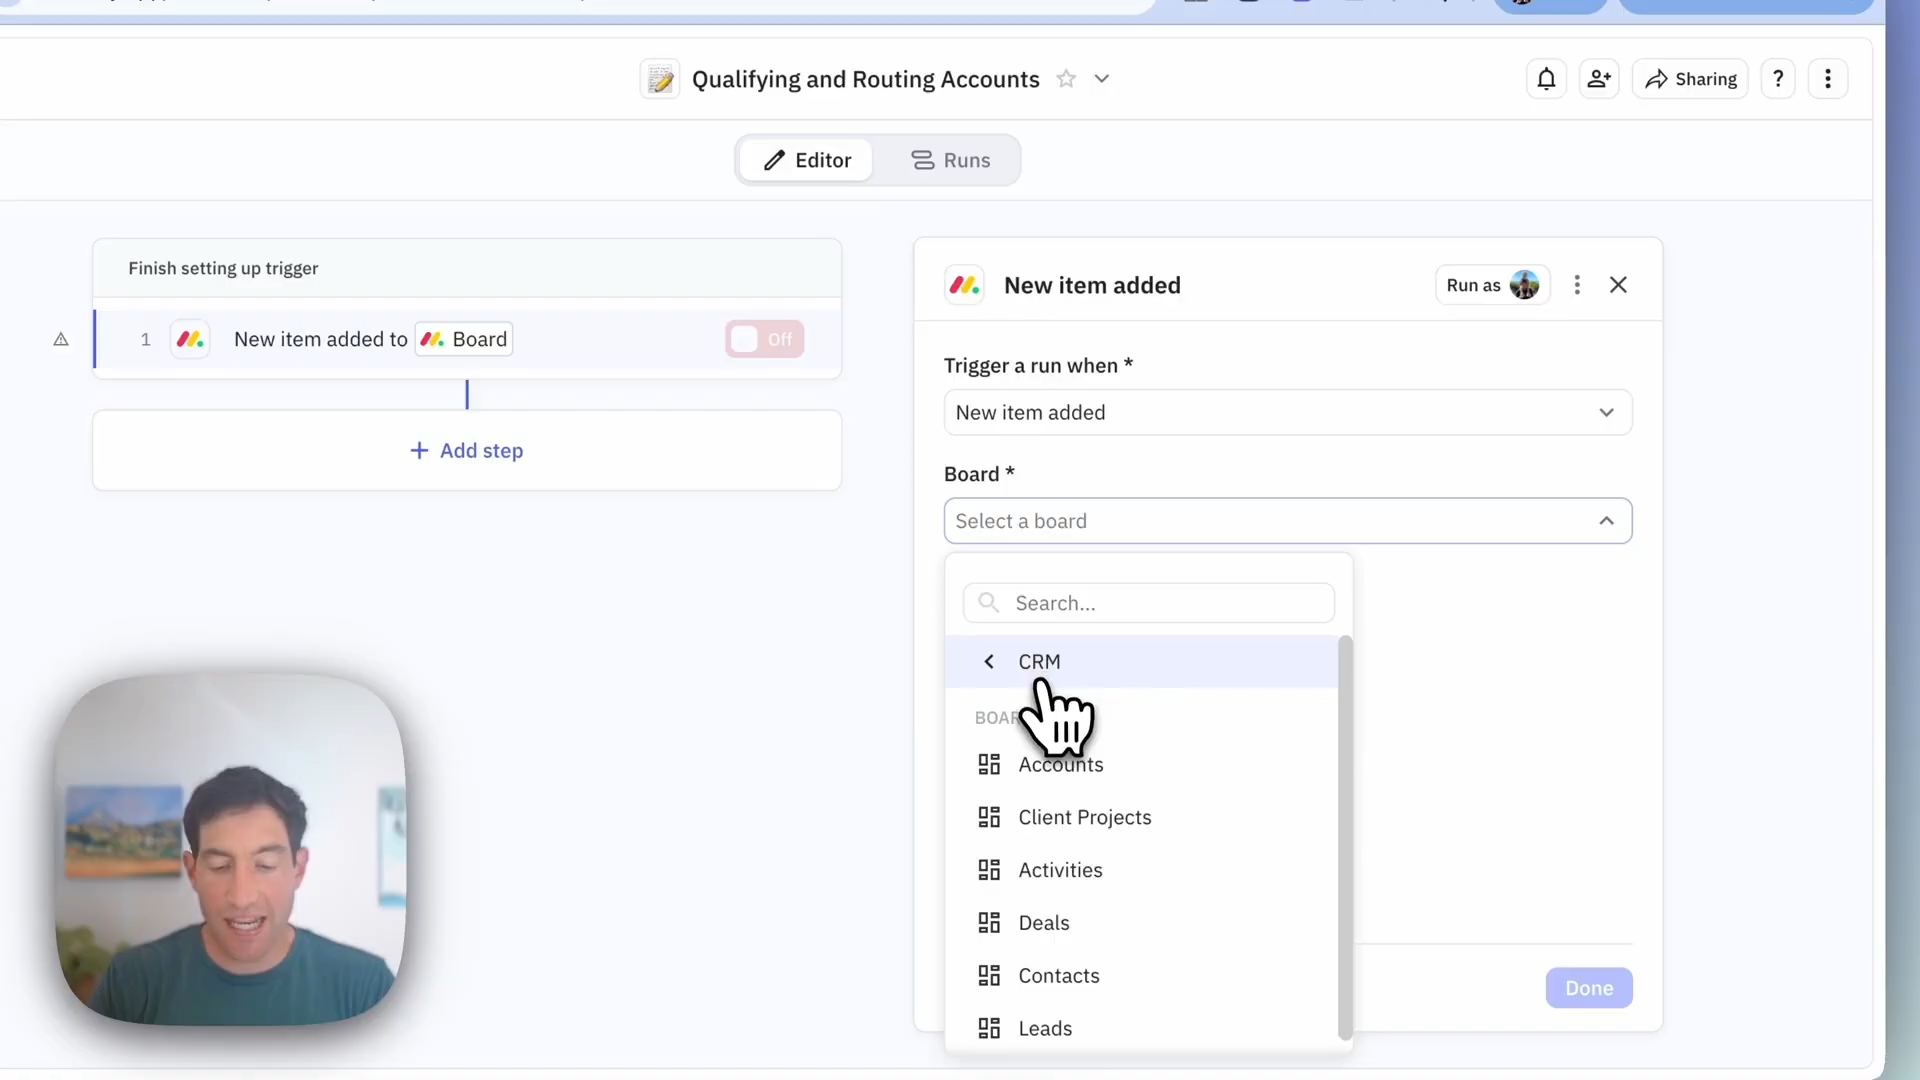 Qualifying and Routing Accounts
Sharing
?
Editor
Runs
Finish setting up trigger
1
New item added to
Board
Off
Add step
New item added
Run as
Trigger a run when *
New item added
Board *
Select a board
Search...
CRM
Accounts
Client Projects
Activities
Deals
Contacts
Leads
Done